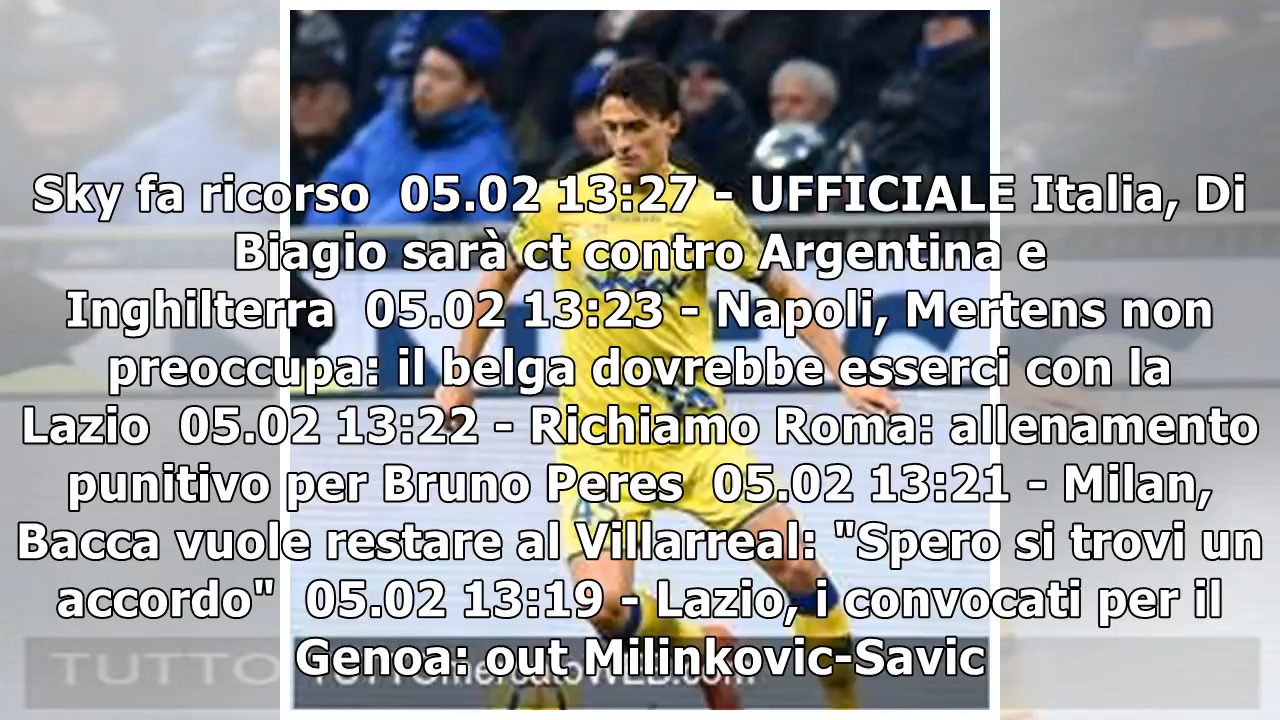 Sky fa ricorso  05.02 13:27 - UFFICIALE Italia, Di
Biagio sarà ct contro Argentina e
Inghilterra  05.02 13:23 - Napoli, Mertens non
preoccupa: il belga dovrebbe esserci con la
Lazio  05.02 13:22 - Richiamo Roma: allenamento
punitivo per Bruno Peres  05.02 13:21 - Milan,
Bacca vuole restare al Villarreal: "Spero si trovi un
accordo"  05.02 13:19 - Lazio, i convocati per il
Genoa: out Milinkovic-Savic
TUTTO
TUTTOmercatoWEB.com